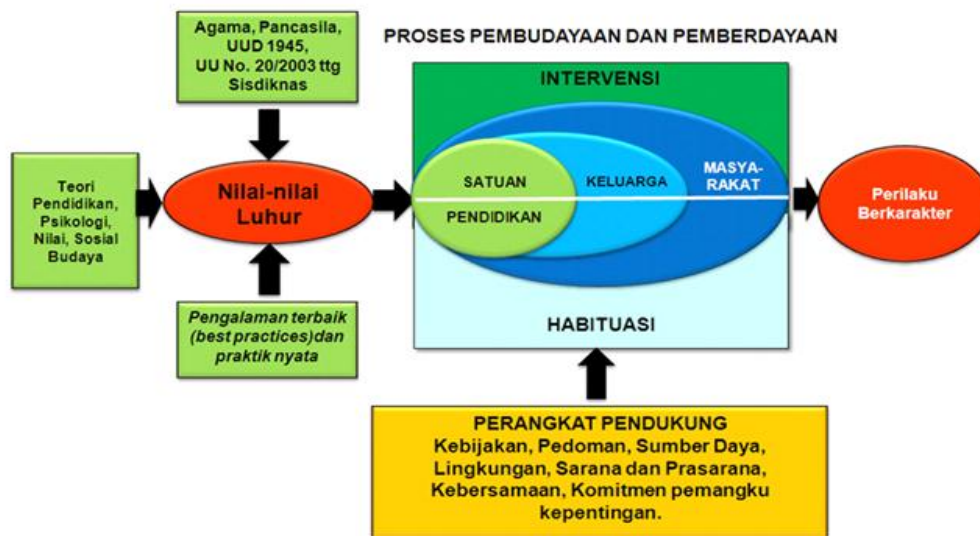 Agama, Pancasila,
UUD 1945,
UU No. 20/2003 ttg
Sisdiknas
PROSES PEMBUDAYAAN DAN PEMBERDAYAAN
Teori
Pendidikan,
Psikologi,
Nilai, Sosial
Budaya
Nilai-nilai
Luhur
Pengalaman terbaik
(best practices)dan
praktik nyata
INTERVENSI
SATUAN
PENDIDIKAN
KELUARGA
MASYA-
RAKAT
HABITUASI
Perilaku
Berkarakter
PERANGKAT PENDUKUNG
Kebijakan, Pedoman, Sumber Daya,
Lingkungan, Sarana dan Prasarana,
Kebersamaan, Komitmen pemangku
kepentingan.